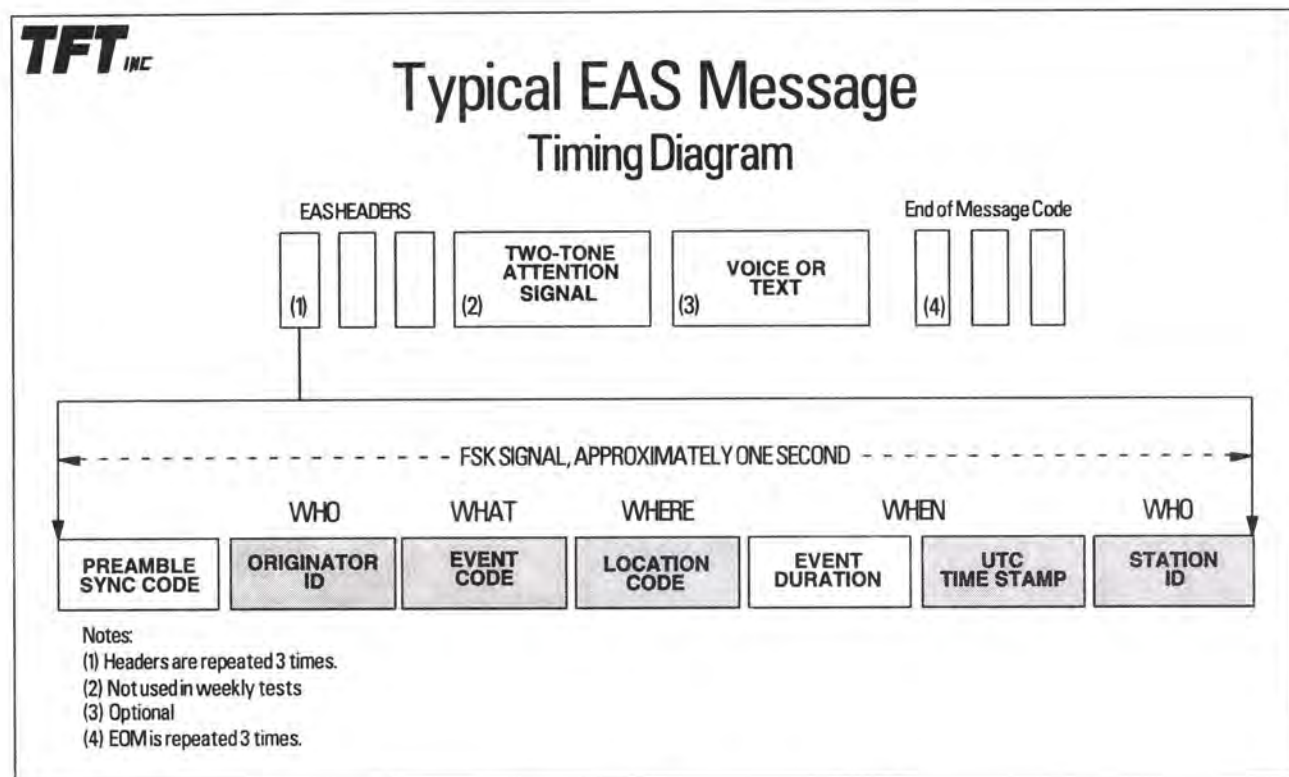 TFT INC
Typical EAS Message
Timing Diagram
EAS HEADERS
End of Message Code
(1)
(2)
TWO-TONE
ATTENTION
SIGNAL
(3)
VOICE OR
TEXT
(4)
FSK SIGNAL, APPROXIMATELY ONE SECOND
WHO
WHAT
WHERE
WHEN
WHO
PREAMBLE
SYNC CODE
ORIGINATOR
ID
EVENT
CODE
LOCATION
CODE
EVENT
DURATION
UTC
TIME STAMP
STATION
ID
Notes:
(1) Headers are repeated 3 times.
(2) Not used in weekly tests
(3) Optional
(4) EOM is repeated 3 times.